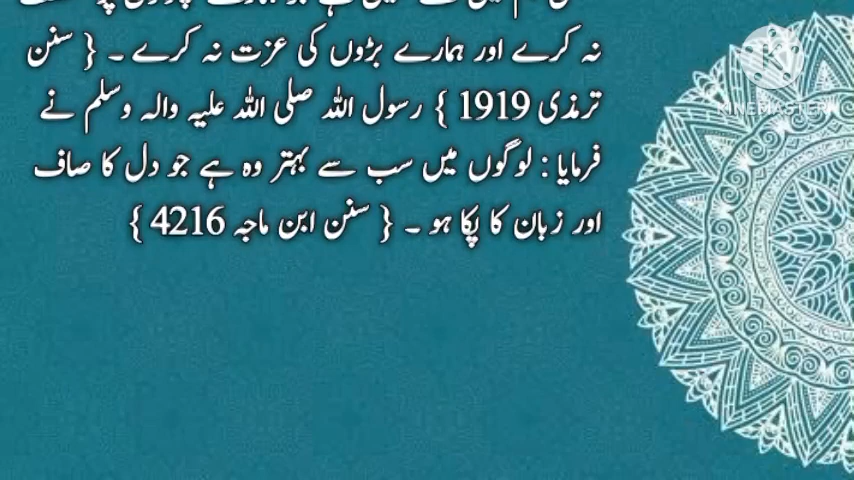 نہ کرے اور ہمارے بڑوں کی عزت نہ کرے ۔ { سنن
ترمذی 1919 } رسول اللہ صلی اللہ علیہ والہ وسلم نے
فرمایا : لوگوں میں سب سے بہتر وہ ہے جو دل کا صاف
اور زبان کا پکا ہو ۔ { سنن ابن ماجہ 4216 }
KINEMASTER